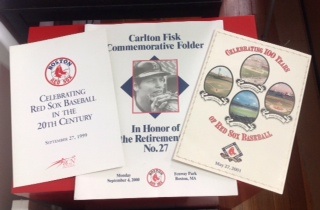 BOSTON
RED SOX
CELEBRATING
RED SOX BASEBALL
IN THE
20TH CENTURY
SEPTEMBER 27, 1999
Carlton Fisk
Commemorative Folder
In Honor of
the Retirement
No. 27
Monday
September 4, 2000
Fenway Park
Boston, MA
CELEBRATING 100 YEARS
OF RED SOX BASEBALL
May 27, 2001